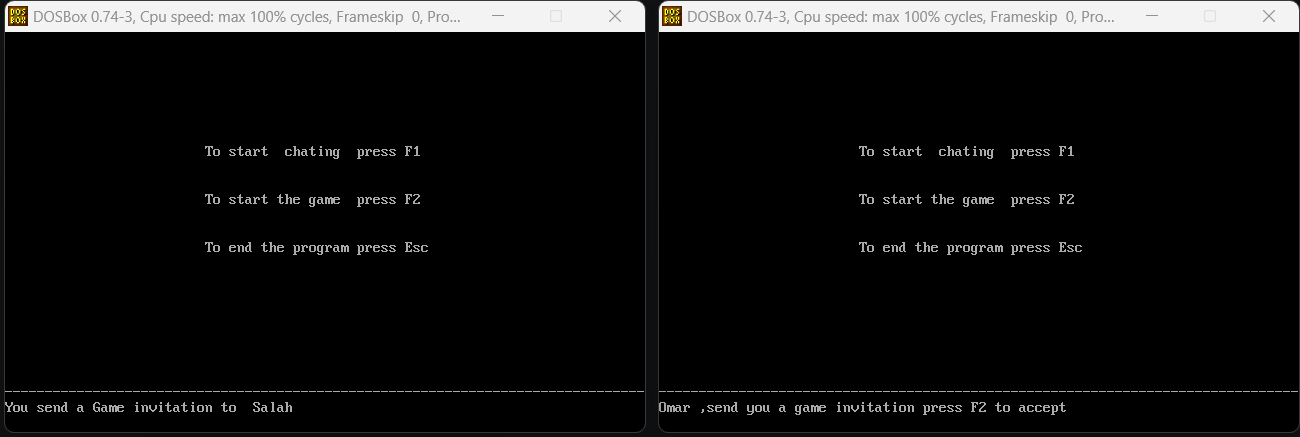 DOSBox 0.74-3, Cpu speed: max 100% cycles, Frameskip 0, Pro...
To start  chating  press F1
To start the game  press F2
To end the program press Esc
You send a Game invitation to  Salah
DOSBox 0.74-3, Cpu speed: max 100% cycles, Frameskip 0, Pro...
To start  chating  press F1
To start the game  press F2
To end the program press Esc
Omar ,send you a game invitation press F2 to accept